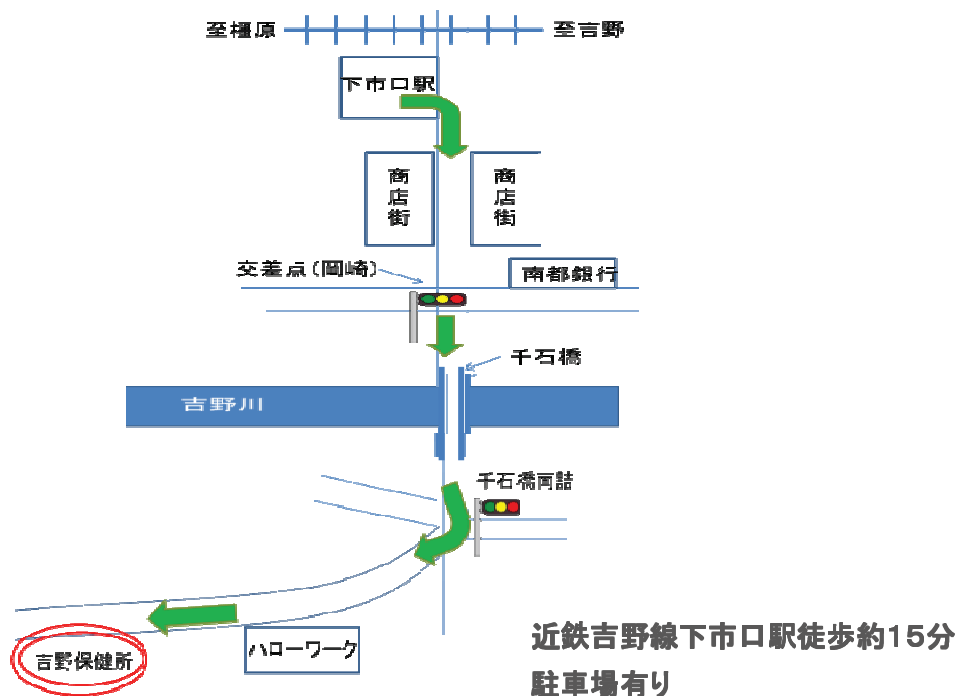 至橿原
至吉野
下市口駅
商店街
商店街
交差点（岡崎）
南都銀行
千石橋
吉野川
千石橋南詰
ハローワーク
吉野保健所
近鉄吉野線下市口駅徒歩約15分
駐車場有り